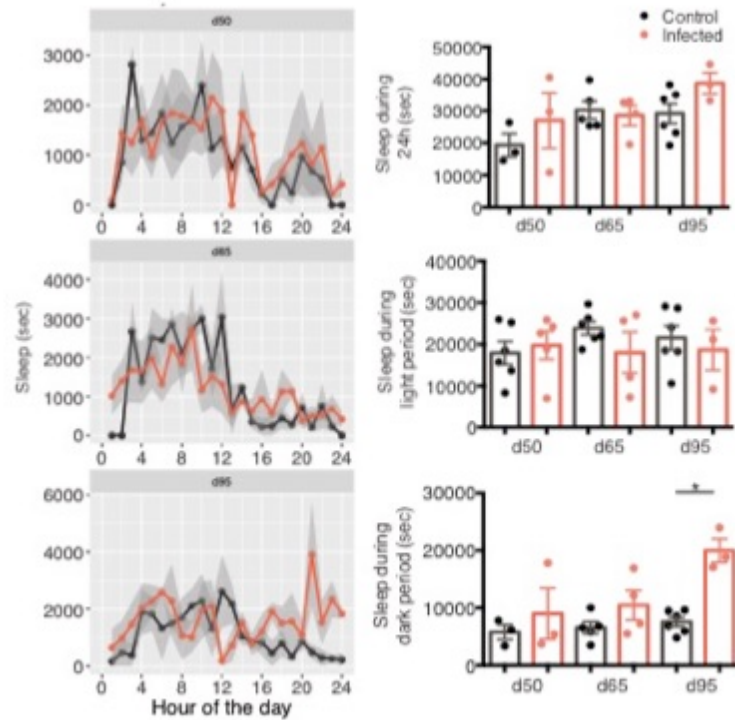 d50
3000
2000
1000
0
0 4 8 12 16 20 24
d65
4000
3000
2000
1000
0
0 4 8 12 16 20 24
d95
6000
4000
2000
0
0 4 8 12 16 20 24
Sleep (sec)
Hour of the day
Control
Infected
Sleep during
24h (sec)
50000
40000
30000
20000
10000
0
d50 d65 d95
Sleep during
light period (sec)
40000
30000
20000
10000
0
d50 d65 d95
Sleep during
dark period (sec)
30000
20000
10000
0
*
d50 d65 d95